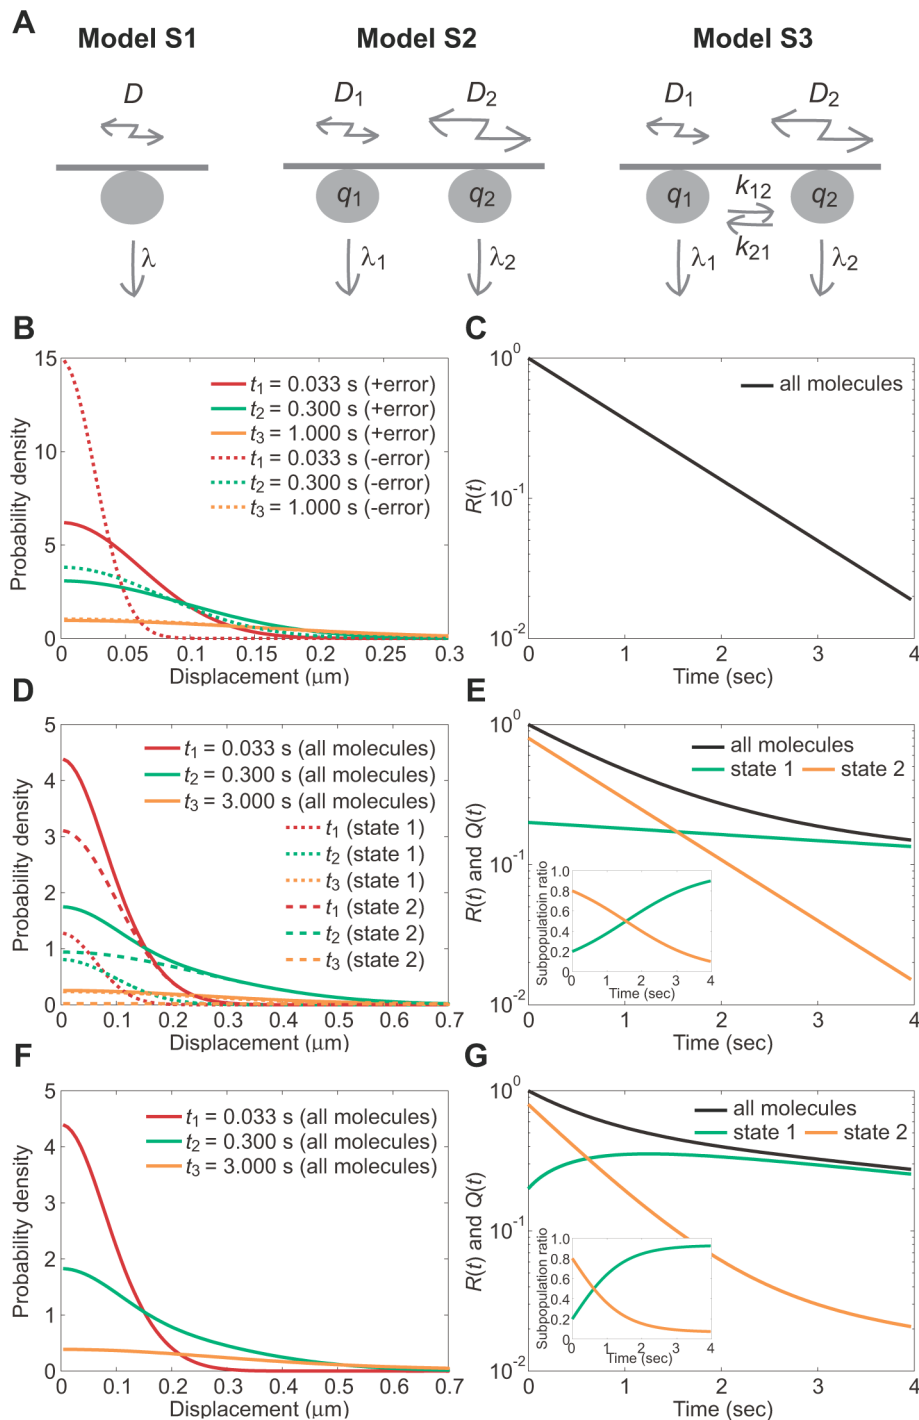 A
Model S1
Model S2
Model S3
D
D1
D2
D1
D2
q1
q2
q1
q2
k12
k21
λ
λ1
λ2
λ1
λ2
B
15
10
5
0
Probability density
t1 = 0.033 s (+error)
t2 = 0.300 s (+error)
t3 = 1.000 s (+error)
t1 = 0.033 s (-error)
t2 = 0.300 s (-error)
t3 = 1.000 s (-error)
0 0.05 0.1 0.15 0.2 0.25 0.3
Displacement (μm)
C
10^0
10^-1
10^-2
R(t)
all molecules
0 1 2 3 4
Time (sec)
D
5
4
3
2
1
0
Probability density
t1 = 0.033 s (all molecules)
t2 = 0.300 s (all molecules)
t3 = 3.000 s (all molecules)
t1 (state 1)
t2 (state 1)
t3 (state 1)
t1 (state 2)
t2 (state 2)
t3 (state 2)
0 0.1 0.2 0.3 0.4 0.5 0.6 0.7
Displacement (μm)
E
10^0
10^-1
10^-2
R(t) and Q(t)
all molecules
state 1 state 2
Subpopulatioin ratio
1.0
0.8
0.6
0.4
0.2
0
0 1 2 3 4
Time (sec)
0 1 2 3 4
Time (sec)
F
5
4
3
2
1
0
Probability density
t1 = 0.033 s (all molecules)
t2 = 0.300 s (all molecules)
t3 = 3.000 s (all molecules)
0 0.1 0.2 0.3 0.4 0.5 0.6 0.7
Displacement (μm)
G
10^0
10^-1
10^-2
R(t) and Q(t)
all molecules
state 1 state 2
Subpopulation ratio
1.0
0.8
0.6
0.4
0.2
0
0 1 2 3 4
Time (sec)
0 1 2 3 4
Time (sec)